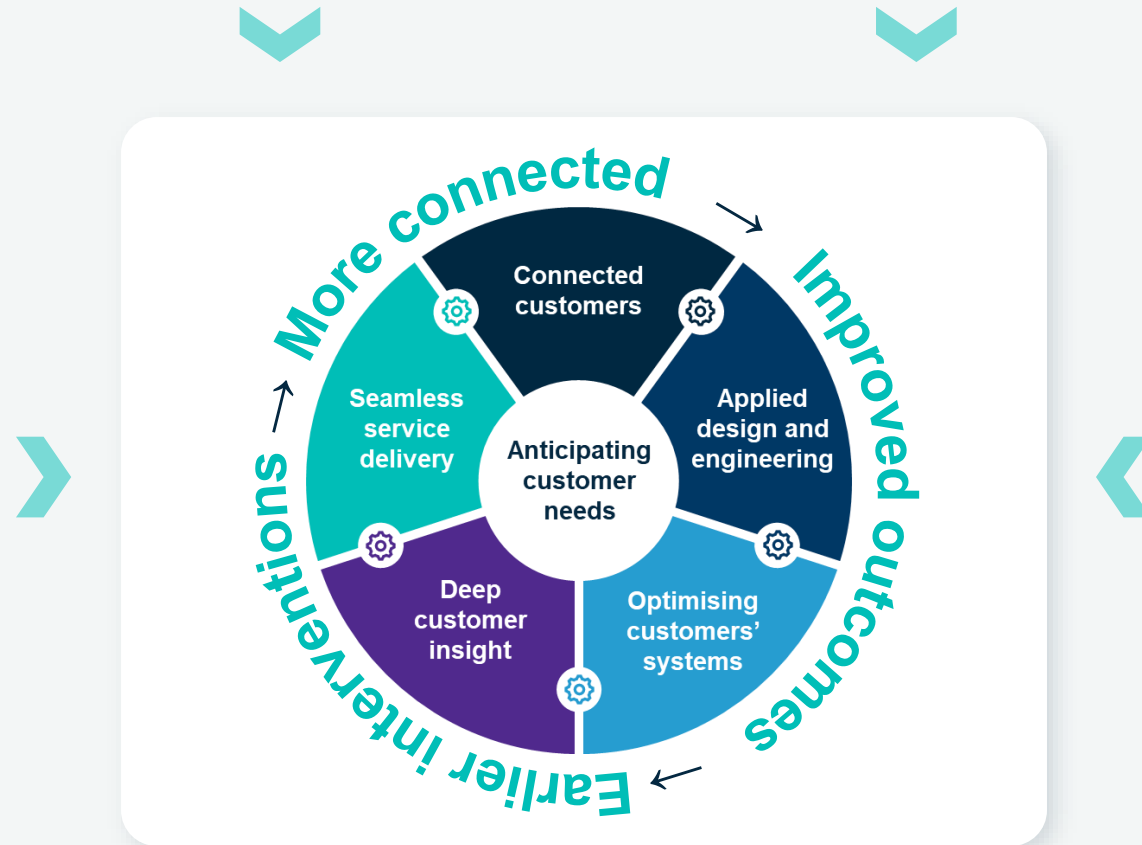 More connected
Improved outcomes
Earlier interventions
Connected
customers
Applied
design and
engineering
Optimising
customers’
systems
Deep
customer
insight
Seamless
service
delivery
Anticipating
customer
needs